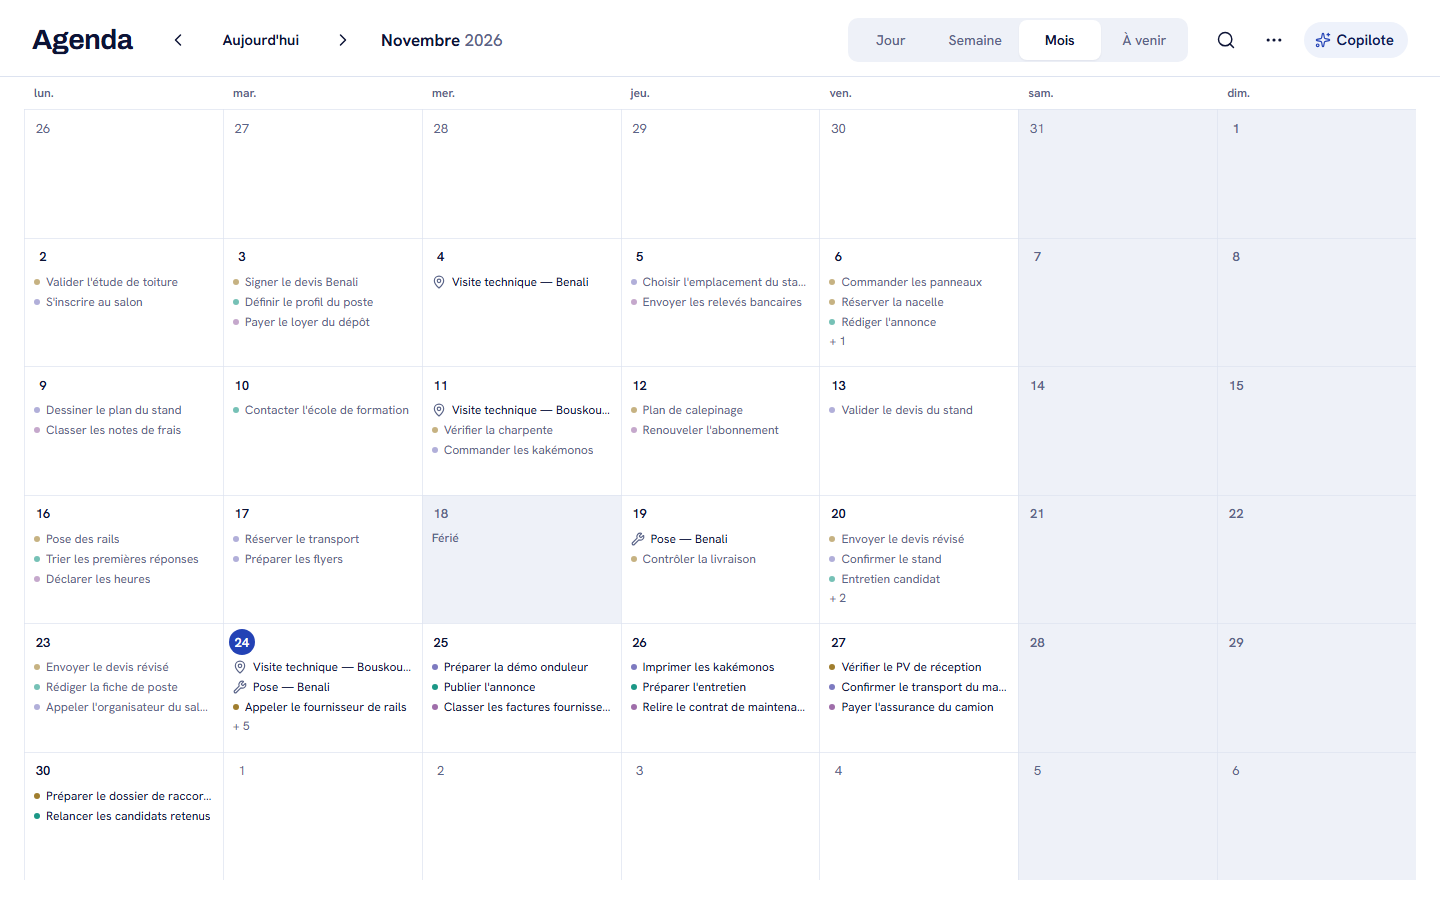 Agenda
Aujourd'hui
Novembre 2026
Jour
Semaine
Mois
À venir
Copilote
lun.
mar.
mer.
jeu.
ven.
sam.
dim.
26
27
28
29
30
31
1
2
Valider l'étude de toiture
S'inscrire au salon
3
Signer le devis Benali
Définir le profil du poste
Payer le loyer du dépôt
4
Visite technique — Benali
5
Choisir l'emplacement du sta...
Envoyer les relevés bancaires
6
Commander les panneaux
Réserver la nacelle
Rédiger l'annonce
+ 1
7
8
9
Dessiner le plan du stand
Classer les notes de frais
10
Contacter l'école de formation
11
Visite technique — Bouskou...
Vérifier la charpente
Commander les kakémonos
12
Plan de calepinage
Renouveler l'abonnement
13
Valider le devis du stand
14
15
16
Pose des rails
Trier les premières réponses
Déclarer les heures
17
Réserver le transport
Préparer les flyers
18
Férié
19
Pose — Benali
Contrôler la livraison
20
Envoyer le devis révisé
Confirmer le stand
Entretien candidat
+ 2
21
22
23
Envoyer le devis révisé
Rédiger la fiche de poste
Appeler l'organisateur du sal...
24
Visite technique — Bouskou...
Pose — Benali
Appeler le fournisseur de rails
+ 5
25
Préparer la démo onduleur
Publier l'annonce
Classer les factures fournisse...
26
Imprimer les kakémonos
Préparer l'entretien
Relire le contrat de maintena...
27
Vérifier le PV de réception
Confirmer le transport du ma...
Payer l'assurance du camion
28
29
30
Préparer le dossier de raccor...
Relancer les candidats retenus
1
2
3
4
5
6